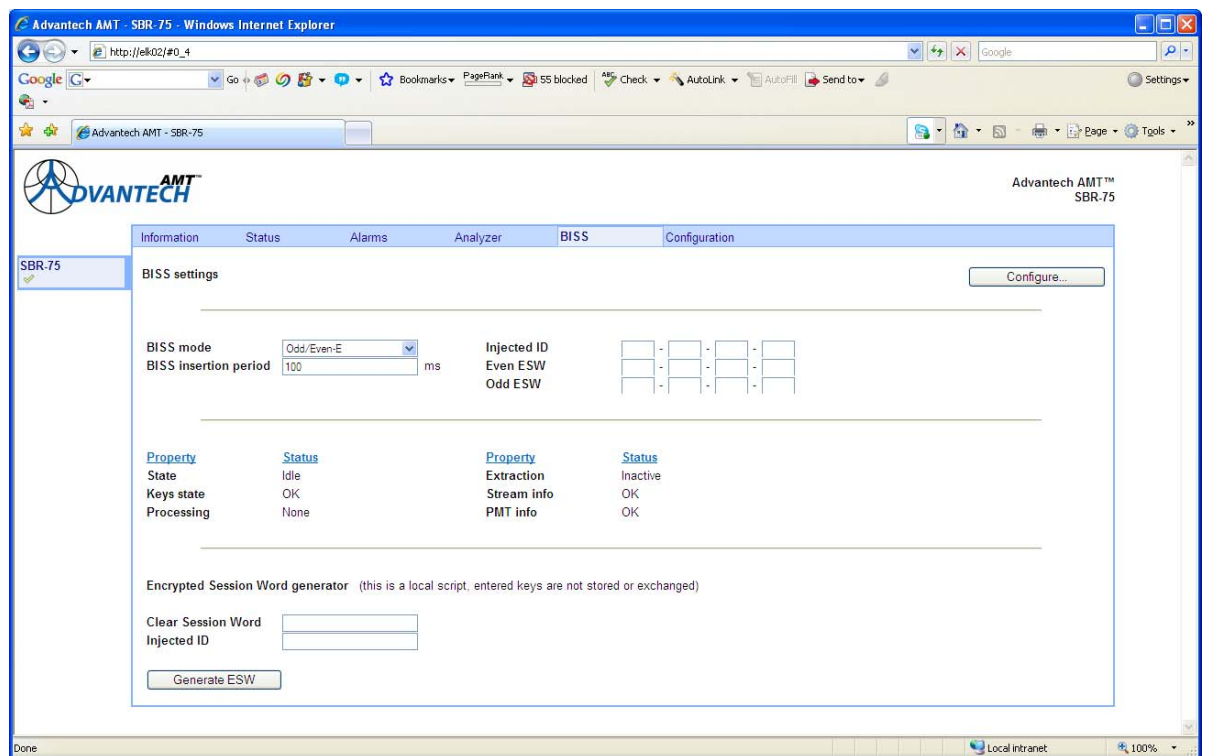 Advantech AMT - SBR-75 - Windows Internet Explorer
http://elk02/#0_4
Google
Google G Go Bookmarks PageRank 55 blocked ABC Check AutoLink AutoFill Send to Settings
Advantech AMT - SBR-75
Page Tools »
ADVANTECH AMT™
Advantech AMT™
SBR-75
Information Status Alarms Analyzer BISS Configuration
SBR-75
BISS settings
Configure...
BISS mode Odd/Even-E Injected ID - - -
BISS insertion period 100 ms Even ESW - - -
Odd ESW - - -
Property Status Property Status
State Idle Extraction Inactive
Keys state OK Stream info OK
Processing None PMT info OK
Encrypted Session Word generator (this is a local script, entered keys are not stored or exchanged)
Clear Session Word
Injected ID
Generate ESW
Done Local intranet 100%